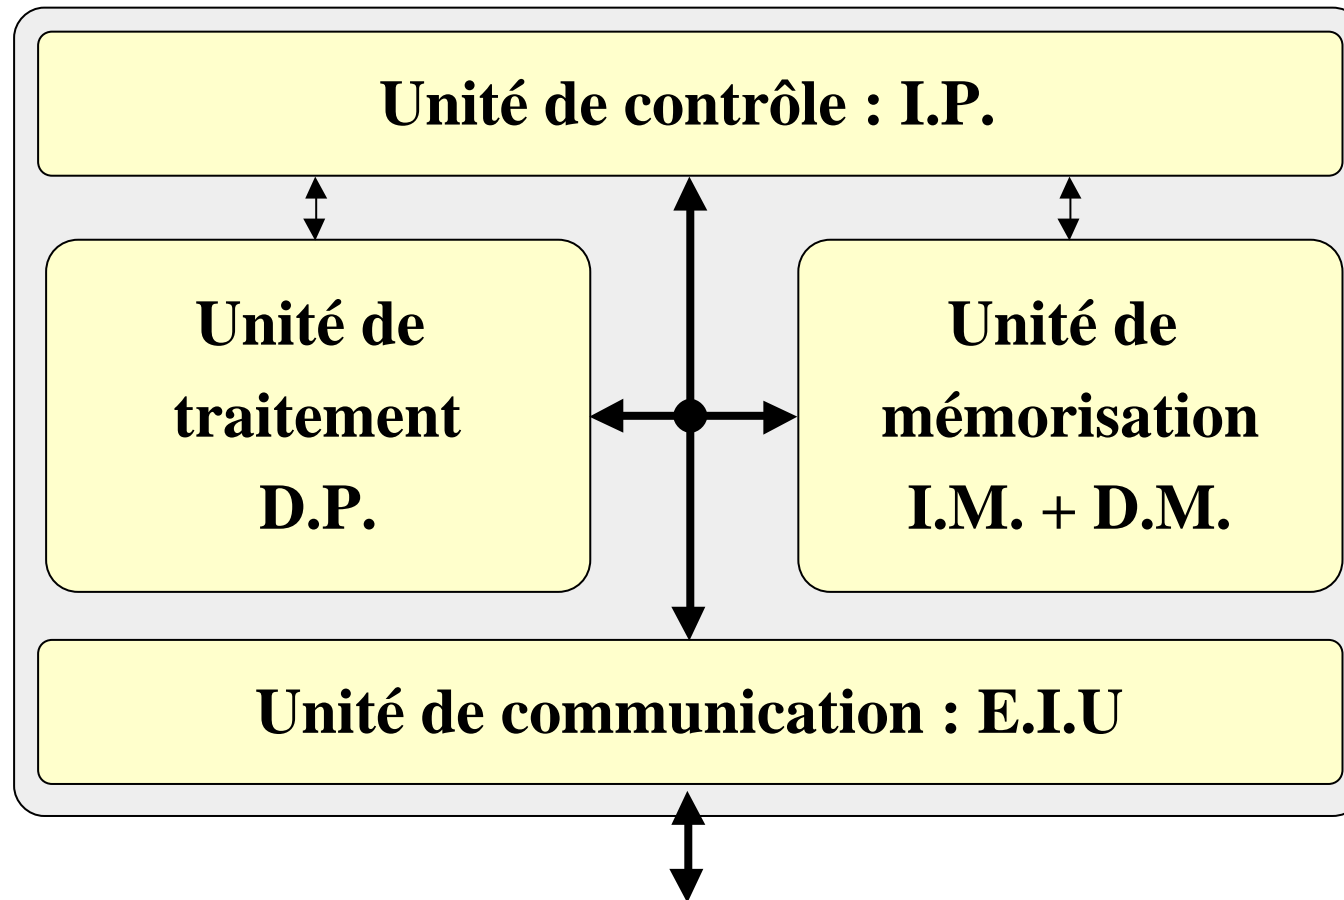 Unité de contrôle : I.P.
Unité de
traitement
D.P.
Unité de
mémorisation
I.M. + D.M.
Unité de communication : E.I.U